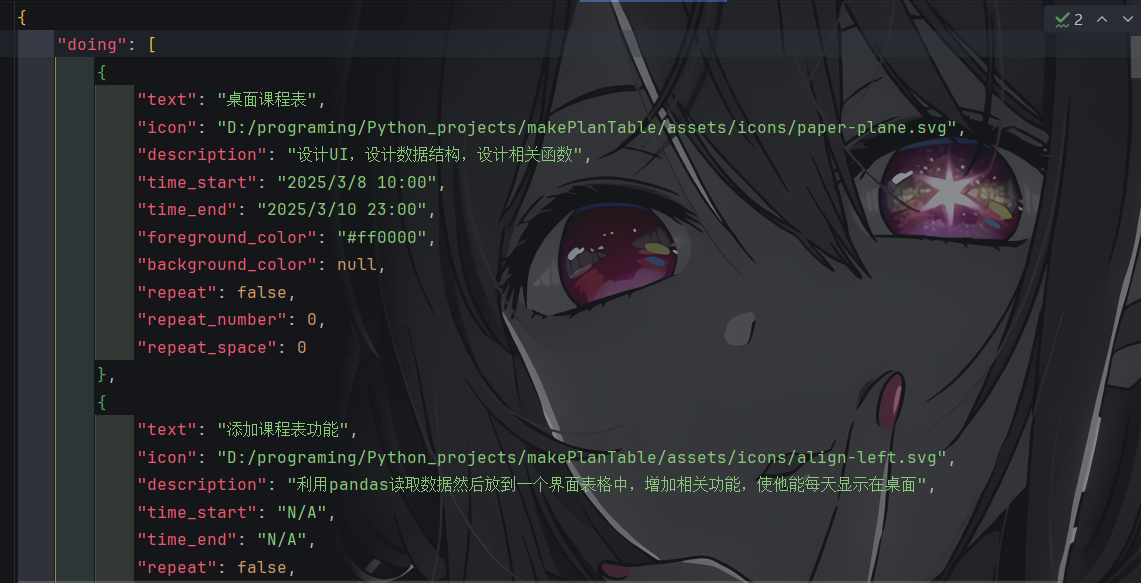 2
{
"doing": [
{
"text": "桌面课程表",
"icon": "D:/programing/Python_projects/makePlanTable/assets/icons/paper-plane.svg",
"description": "设计UI，设计数据结构，设计相关函数",
"time_start": "2025/3/8 10:00",
"time_end": "2025/3/10 23:00",
"foreground_color": "#ff0000",
"background_color": null,
"repeat": false,
"repeat_number": 0,
"repeat_space": 0
},
{
"text": "添加课程表功能",
"icon": "D:/programing/Python_projects/makePlanTable/assets/icons/align-left.svg",
"description": "利用pandas读取数据然后放到一个界面表格中，增加相关功能，使他能每天显示在桌面",
"time_start": "N/A",
"time_end": "N/A",
"repeat": false,